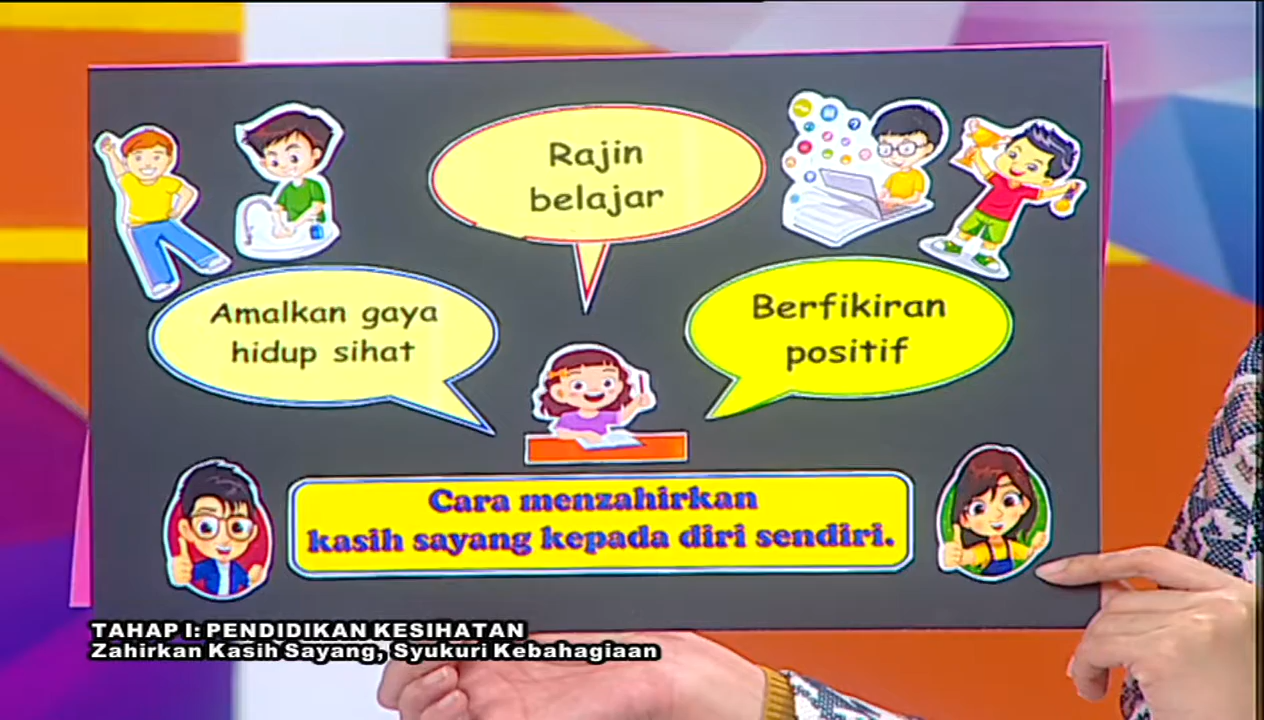 Rajin
belajar
Amalkan gaya
hidup sihat
Berfikiran
positif
Cara menzahirkan
kasih sayang kepada diri sendiri.
TAHAP I: PENDIDIKAN KESIHATAN
Zahirkan Kasih Sayang, Syukuri Kebahagiaan